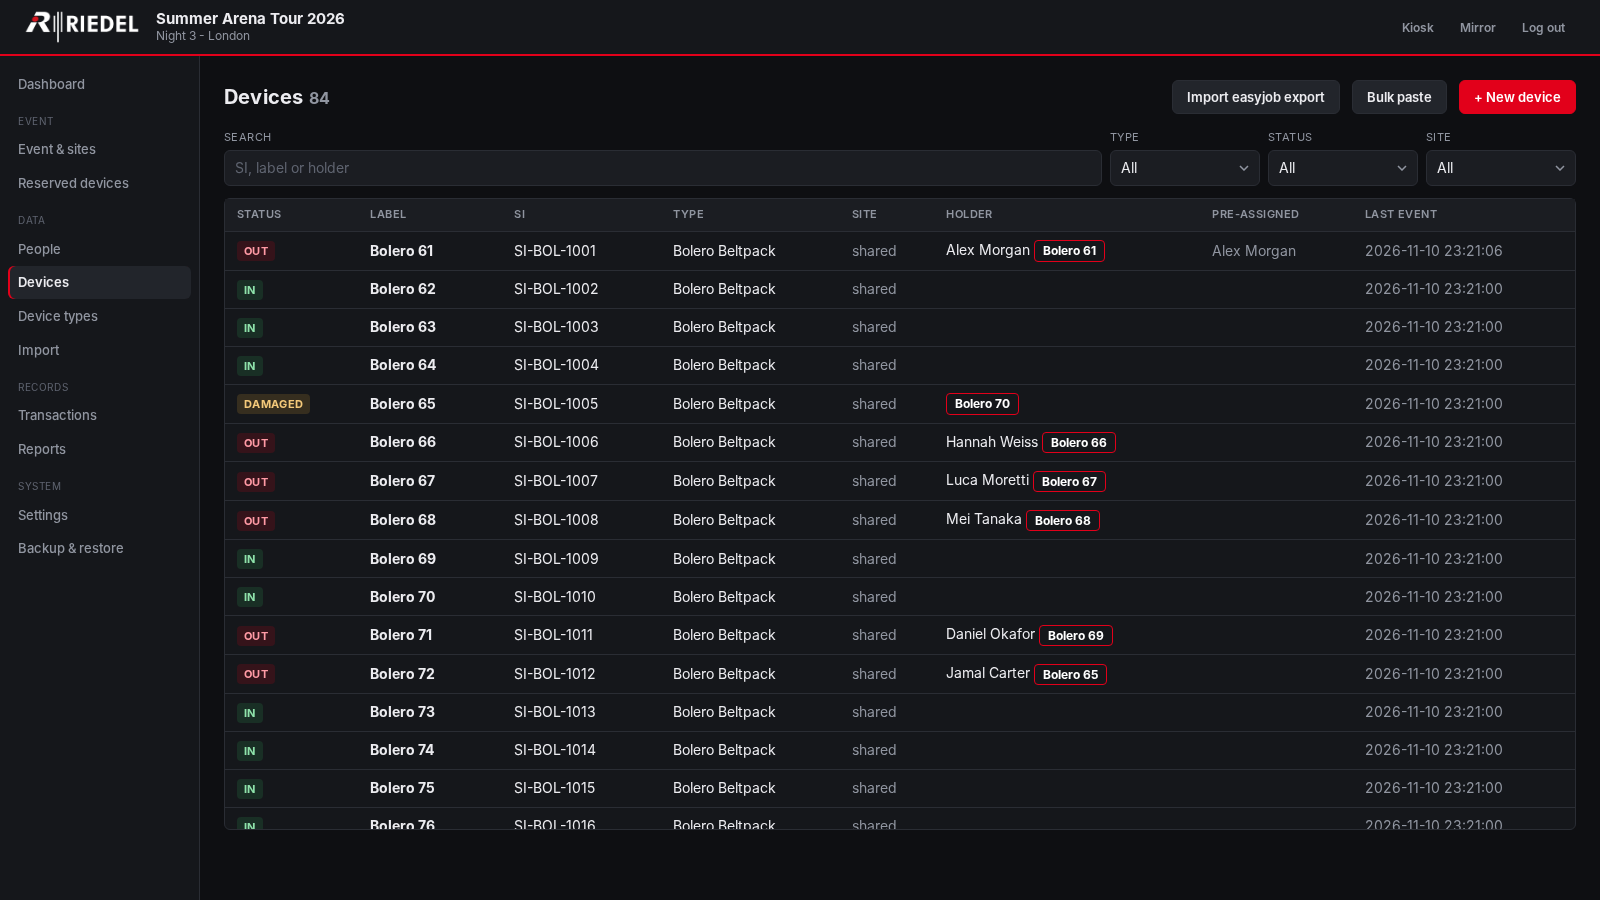 RIEDEL
Summer Arena Tour 2026
Night 3 - London
Kiosk Mirror Log out
Dashboard
EVENT
Event & sites
Reserved devices
DATA
People
Devices
Device types
Import
RECORDS
Transactions
Reports
SYSTEM
Settings
Backup & restore
Devices 84
Import easyjob export Bulk paste + New device
SEARCH TYPE STATUS SITE
SI, label or holder All All All
STATUS LABEL SI TYPE SITE HOLDER PRE-ASSIGNED LAST EVENT
OUT Bolero 61 SI-BOL-1001 Bolero Beltpack shared Alex Morgan Bolero 61 Alex Morgan 2026-11-10 23:21:06
IN Bolero 62 SI-BOL-1002 Bolero Beltpack shared 2026-11-10 23:21:00
IN Bolero 63 SI-BOL-1003 Bolero Beltpack shared 2026-11-10 23:21:00
IN Bolero 64 SI-BOL-1004 Bolero Beltpack shared 2026-11-10 23:21:00
DAMAGED Bolero 65 SI-BOL-1005 Bolero Beltpack shared Bolero 70 2026-11-10 23:21:00
OUT Bolero 66 SI-BOL-1006 Bolero Beltpack shared Hannah Weiss Bolero 66 2026-11-10 23:21:00
OUT Bolero 67 SI-BOL-1007 Bolero Beltpack shared Luca Moretti Bolero 67 2026-11-10 23:21:00
OUT Bolero 68 SI-BOL-1008 Bolero Beltpack shared Mei Tanaka Bolero 68 2026-11-10 23:21:00
IN Bolero 69 SI-BOL-1009 Bolero Beltpack shared 2026-11-10 23:21:00
IN Bolero 70 SI-BOL-1010 Bolero Beltpack shared 2026-11-10 23:21:00
OUT Bolero 71 SI-BOL-1011 Bolero Beltpack shared Daniel Okafor Bolero 69 2026-11-10 23:21:00
OUT Bolero 72 SI-BOL-1012 Bolero Beltpack shared Jamal Carter Bolero 65 2026-11-10 23:21:00
IN Bolero 73 SI-BOL-1013 Bolero Beltpack shared 2026-11-10 23:21:00
IN Bolero 74 SI-BOL-1014 Bolero Beltpack shared 2026-11-10 23:21:00
IN Bolero 75 SI-BOL-1015 Bolero Beltpack shared 2026-11-10 23:21:00
IN Bolero 76 SI-BOL-1016 Bolero Beltpack shared 2026-11-10 23:21:00